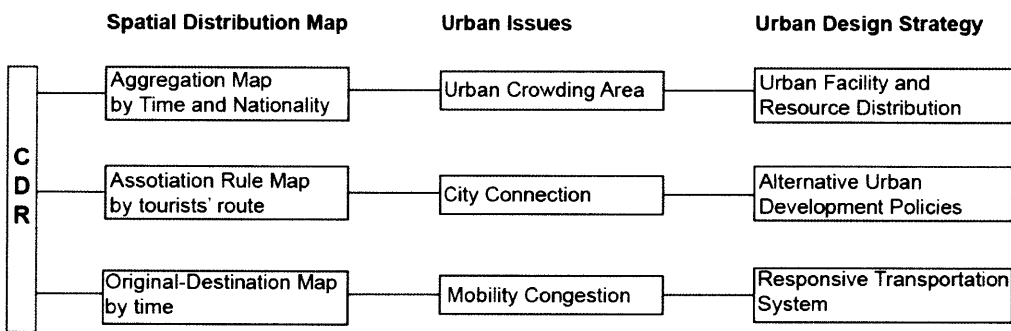 Spatial Distribution Map
Urban Issues
Urban Design Strategy
C
D
R
Aggregation Map
by Time and Nationality
Urban Crowding Area
Urban Facility and
Resource Distribution
Assotiation Rule Map
by tourists' route
City Connection
Alternative Urban
Development Policies
Original-Destination Map
by time
Mobility Congestion
Responsive Transportation
System